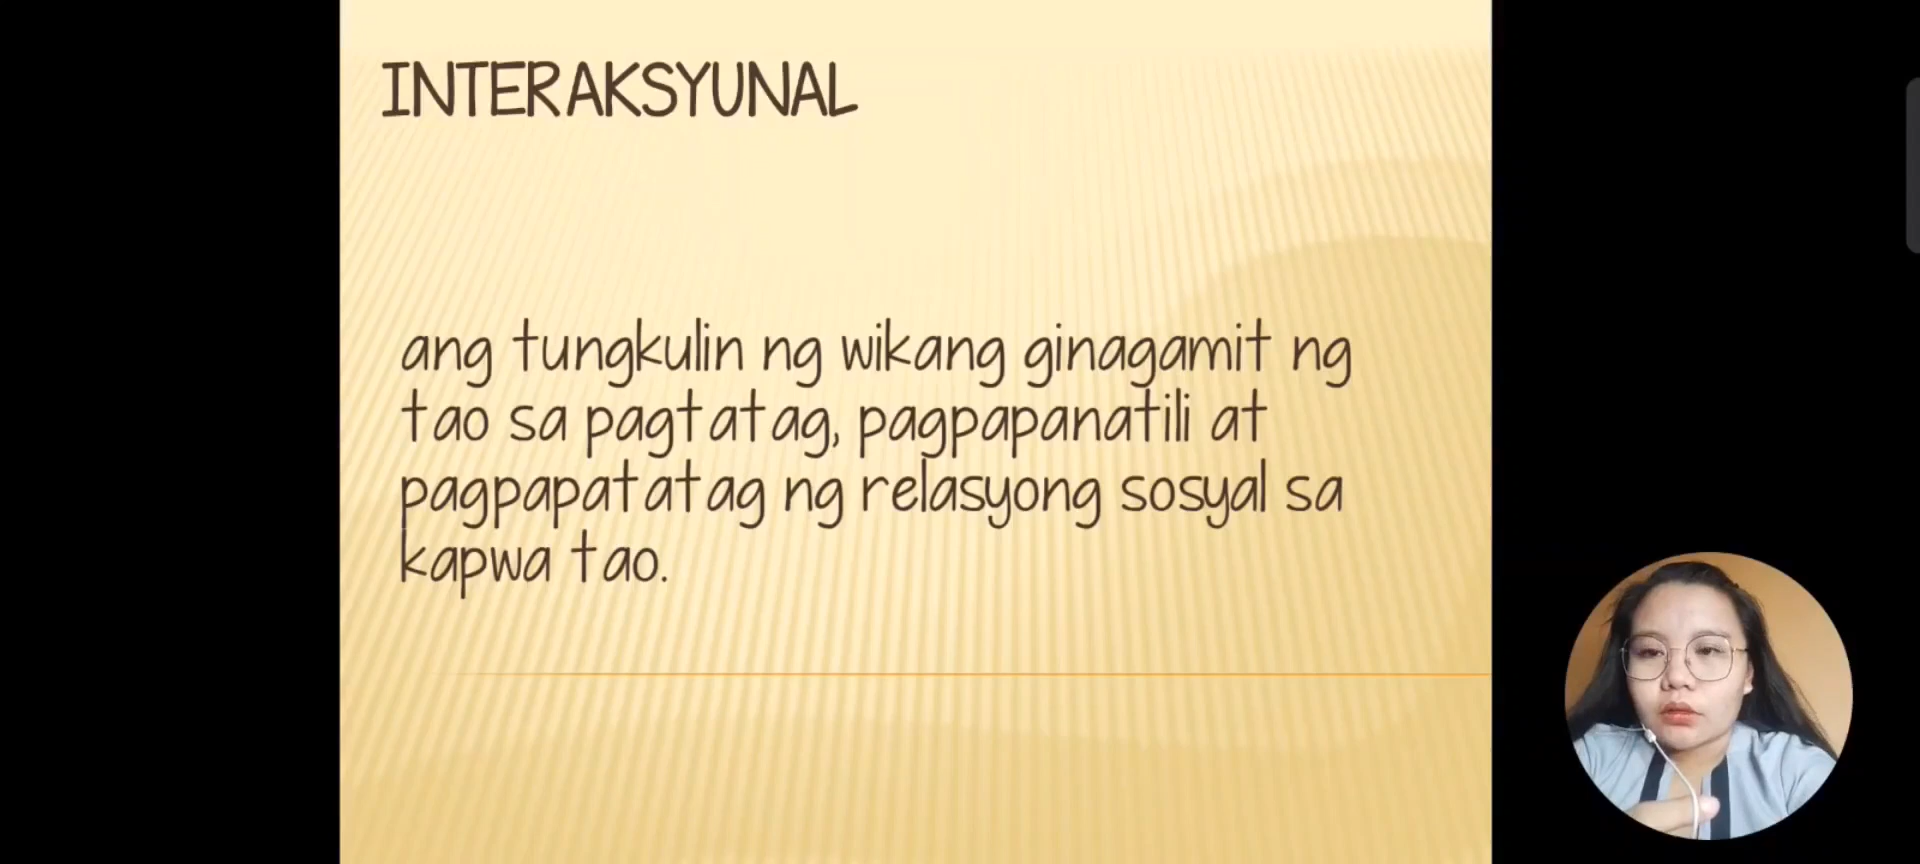 INTERAKSYUNAL
ang tungkulin ng wikang ginagamit ng
tao sa pagtatag, pagpapanatili at
pagpapatatag ng relasyong sosyal sa
kapwa tao.